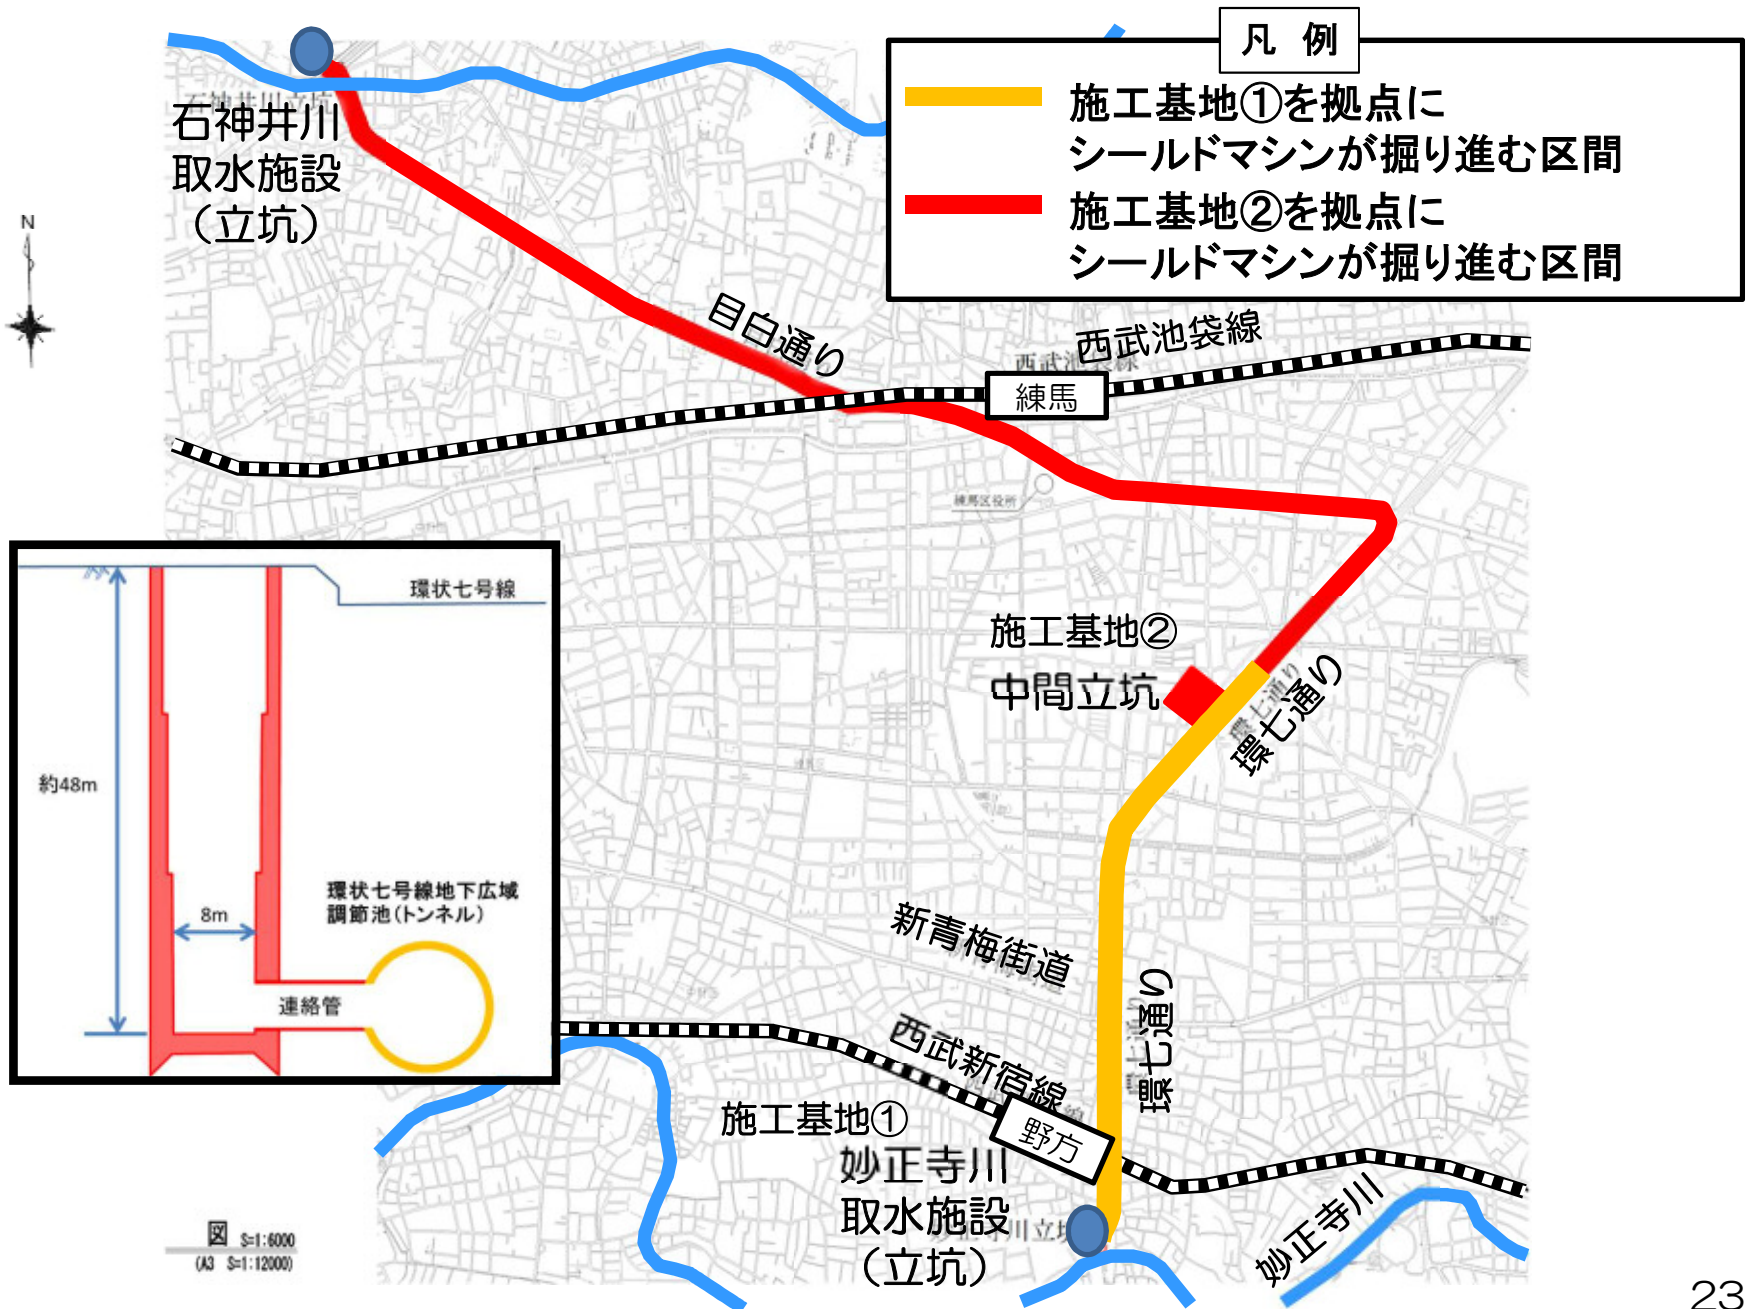 凡 例
施工基地①を拠点に
シールドマシンが掘り進む区間
施工基地②を拠点に
シールドマシンが掘り進む区間
石神井川
取水施設
（立坑）
N
目白通り
西武池袋線
練馬
練馬区役所
施工基地②
中間立坑
環七通り
環状七号線
約48m
8m
環状七号線地下広域
調節池（トンネル）
連絡管
新青梅街道
環七通り
西武新宿線
野方
施工基地①
妙正寺川
取水施設
（立坑）
妙正寺川
図 S=1:6000
(A3 S=1:12000)
23